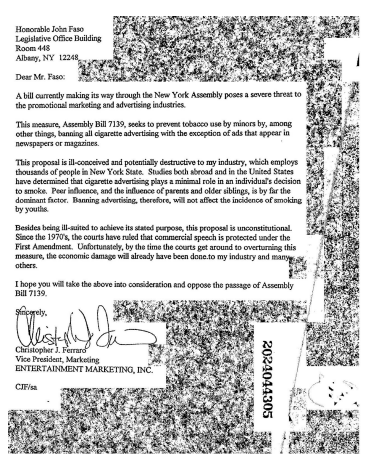 Honorable John Faso
Legislative Office Building
Room 448
Albany, NY 12248
Dear Mr. Faso:
A bill currently making its way through the New York Assembly poses a severe threat to
the promotional marketing and advertising industries.
This measure, Assembly Bill 7139, seeks to prevent tobacco use by minors by, among
other things, banning all cigarette advertising with the exception of ads that appear in
newspapers or magazines.
This proposal is ill-conceived and potentially destructive to my industry, which employs
thousands of people in New York State. Studies both abroad and in the United States
have determined that cigarette advertising plays a minimal role in an individual's decision
to smoke. Peer influence, and the influence of parents and older siblings, is by far the
dominant factor. Banning advertising, therefore, will not affect the incidence of smoking
by youths.
Besides being ill-suited to achieve its stated purpose, this proposal is unconstitutional.
Since the 1970's, the courts have ruled that commercial speech is protected under the
First Amendment. Unfortunately, by the time the courts get around to overturning this
measure, the economic damage will already have been done to my industry and many
others.
I hope you will take the above into consideration and oppose the passage of Assembly
Bill 7139.
Sincerely,
Christopher J. Ferraro
Vice President, Marketing
ENTERTAINMENT MARKETING, INC.
CJF/sa
2024044305